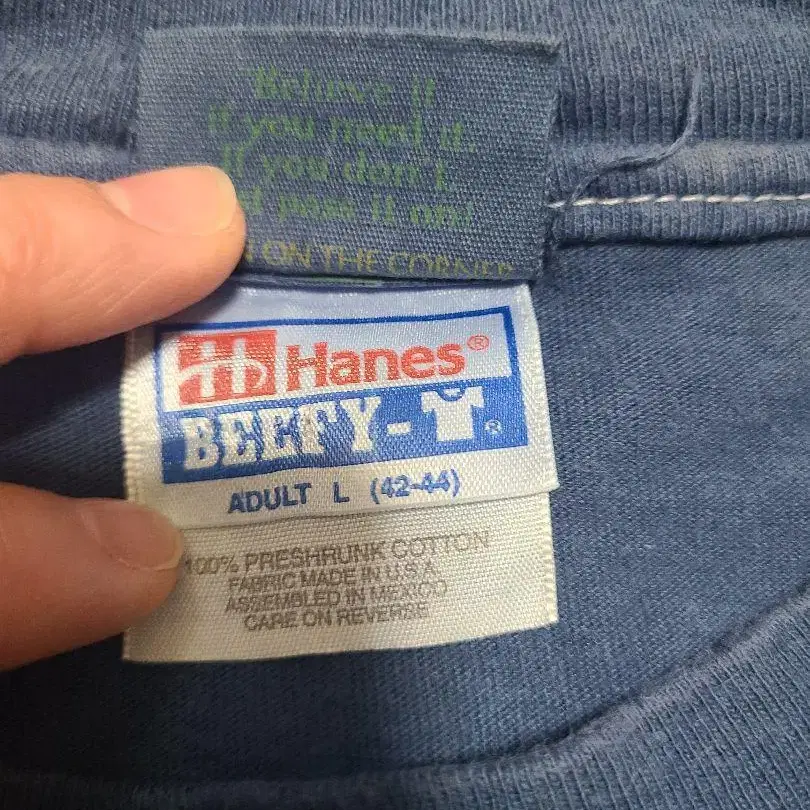 Believe it
if you need it.
If you don't,
pass it on!
ON THE CORNER
Hanes®
BEEFY-T®
ADULT L (42-44)
100% PRESHRUNK COTTON
FABRIC MADE IN U.S.A.
ASSEMBLED IN MEXICO
CARE ON REVERSE